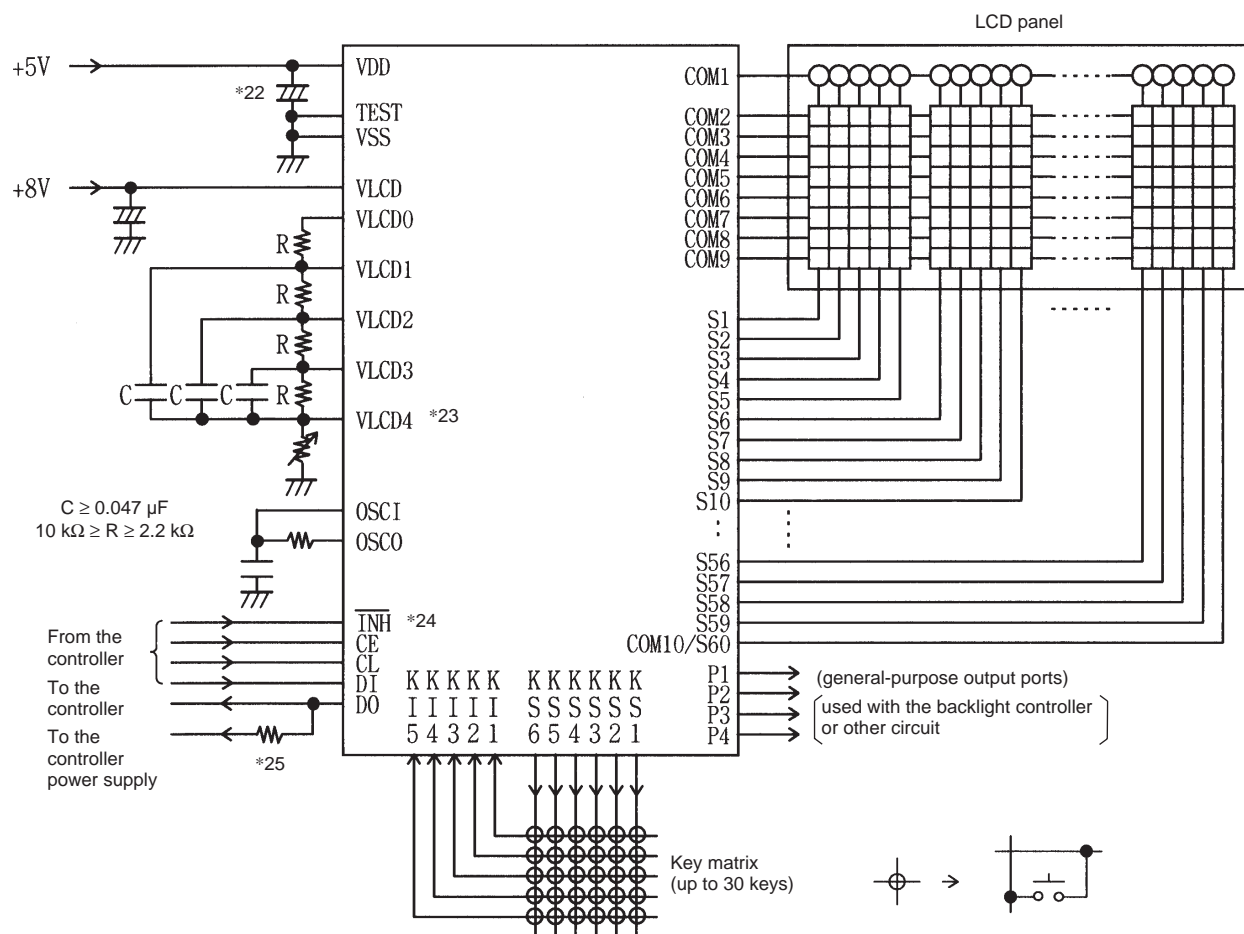 LCD panel
+5V
*22
VDD
TEST
VSS
+8V
VLCD
VLCD0
R
VLCD1
R
VLCD2
R
VLCD3
C
C
C
R
VLCD4 *23
C ≥ 0.047 µF
10 kΩ ≥ R ≥ 2.2 kΩ
OSCI
OSCO
From the
controller
INH *24
CE
CL
DI
To the
controller
DO
To the
controller
power supply
*25
KI5 KI4 KI3 KI2 KI1 KS6 KS5 KS4 KS3 KS2 KS1
COM1
COM2
COM3
COM4
COM5
COM6
COM7
COM8
COM9
S1
S2
S3
S4
S5
S6
S7
S8
S9
S10
S56
S57
S58
S59
COM10/S60
P1
P2
P3
P4
(general-purpose output ports)
used with the backlight controller
or other circuit
Key matrix
(up to 30 keys)